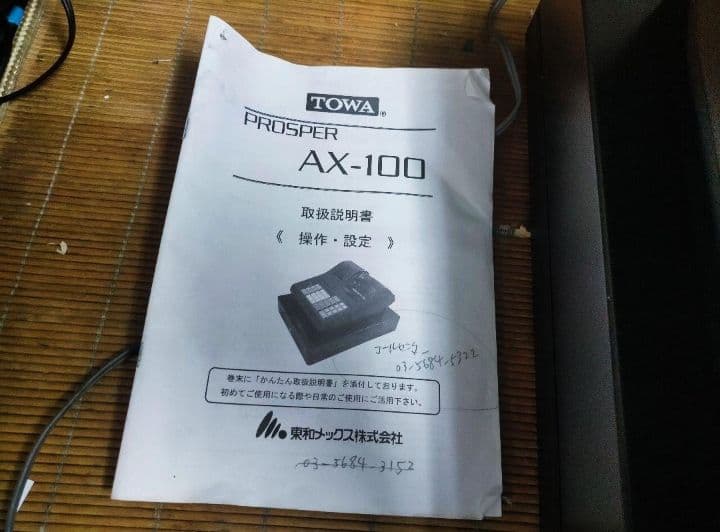 TOWA®
PROSPER
AX-100
取扱説明書
《 操作・設定 》
コールセンター
03-5684-5322
巻末に「かんたん取扱説明書」を添付しております。
初めてご使用になる際や日常のご使用にご活用下さい。
東和メックス株式会社
03-5684-3152